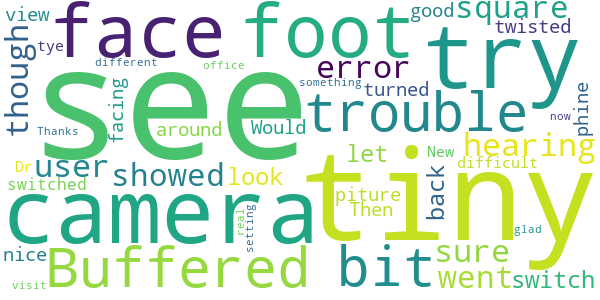 view face foot good square
tye twisted
though different office try
see error something
facing turned trouble phine
Thanks around Would now
Dr user showed let New hearing
switched look difficult
camera piture back tiny
Then
nice real setting glad
Buffered bit sure
visit went switch